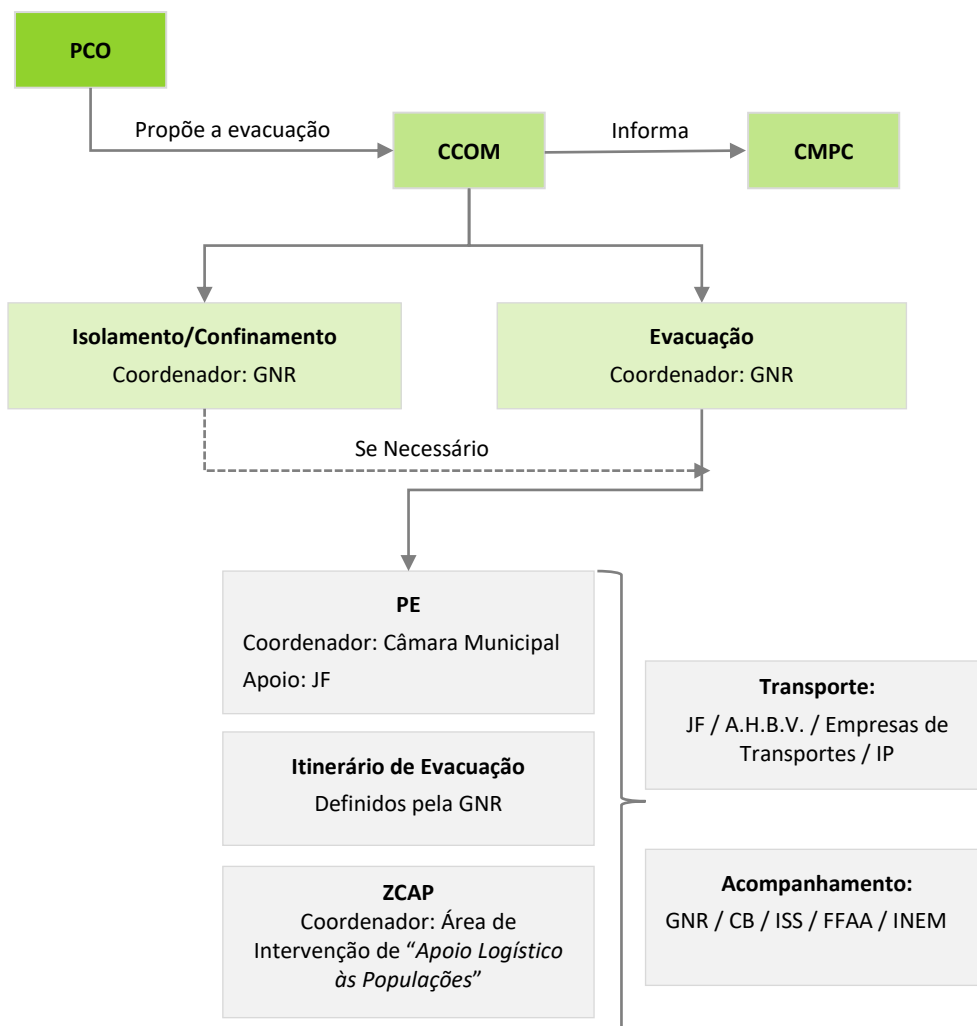 PCO
Propõe a evacuação
CCOM
Informa
CMPC
Isolamento/Confinamento
Coordenador: GNR
Evacuação
Coordenador: GNR
Se Necessário
PE
Coordenador: Câmara Municipal
Apoio: JF
Itinerário de Evacuação
Definidos pela GNR
ZCAP
Coordenador: Área de
Intervenção de “Apoio Logístico
às Populações”
Transporte:
JF / A.H.B.V. / Empresas de
Transportes / IP
Acompanhamento:
GNR / CB / ISS / FFAA / INEM